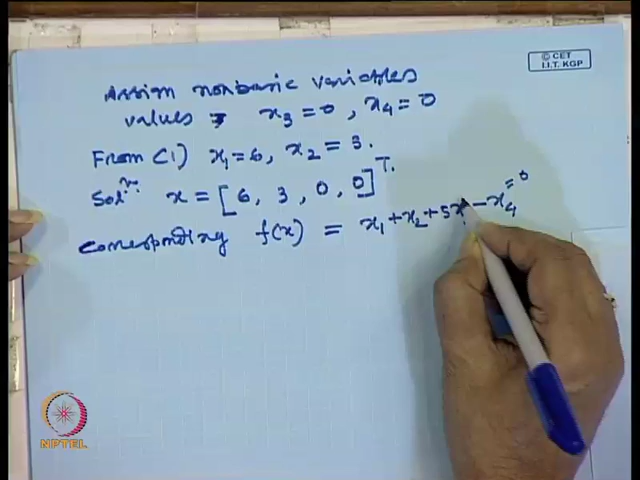 © CET
I.I.T. KGP
Assign nonbasic variables
values x₃ = 0, x₄ = 0
From (1) x₁ = 6, x₂ = 3.
Solⁿ. x = [6, 3, 0, 0]ᵀ.
corresponding f(x) = x₁ + x₂ + 5x - x₄ = 0
NPTEL